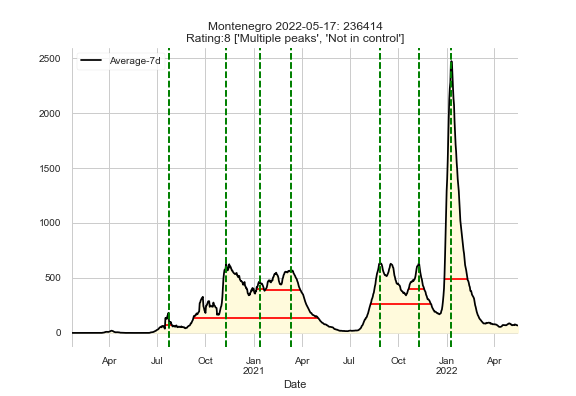 Montenegro 2022-05-17: 236414
Rating:8 ['Multiple peaks', 'Not in control']
Average-7d
2500
2000
1500
1000
500
0
Apr Jul Oct Jan Apr Jul Oct Jan Apr
2021 2022
Date